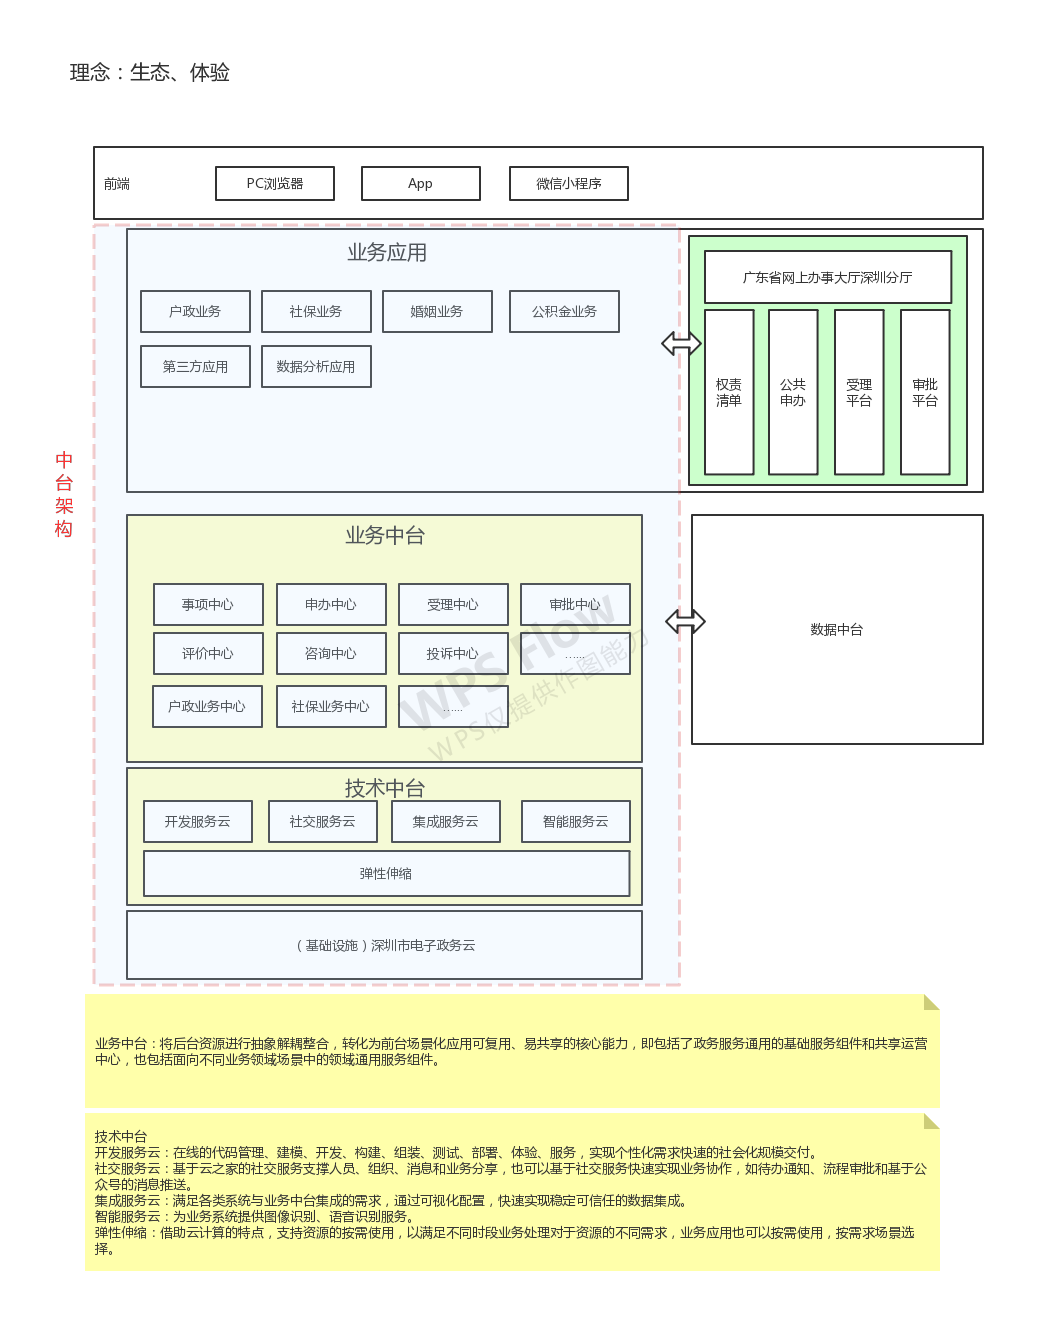 理念：生态、体验
前端
PC浏览器
App
微信小程序
业务应用
户政业务
社保业务
婚姻业务
公积金业务
第三方应用
数据分析应用
广东省网上办事大厅深圳分厅
权责
清单
公共
申办
受理
平台
审批
平台
中
台
架
构
业务中台
事项中心
申办中心
受理中心
审批中心
评价中心
咨询中心
投诉中心
......
户政业务中心
社保业务中心
......
数据中台
WPS Flow
WPS仅提供作图能力
技术中台
开发服务云
社交服务云
集成服务云
智能服务云
弹性伸缩
（基础设施）深圳市电子政务云
业务中台：将后台资源进行抽象解耦整合，转化为前台场景化应用可复用、易共享的核心能力，即包括了政务服务通用的基础服务组件和共享运营
中心，也包括面向不同业务领域场景中的领域通用服务组件。
技术中台
开发服务云：在线的代码管理、建模、开发、构建、组装、测试、部署、体验、服务，实现个性化需求快速的社会化规模交付。
社交服务云：基于云之家的社交服务支撑人员、组织、消息和业务分享，也可以基于社交服务快速实现业务协作，如待办通知、流程审批和基于公
众号的消息推送。
集成服务云：满足各类系统与业务中台集成的需求，通过可视化配置，快速实现稳定可信任的数据集成。
智能服务云：为业务系统提供图像识别、语音识别服务。
弹性伸缩：借助云计算的特点，支持资源的按需使用，以满足不同时段业务处理对于资源的不同需求，业务应用也可以按需使用，按需求场景选
择。